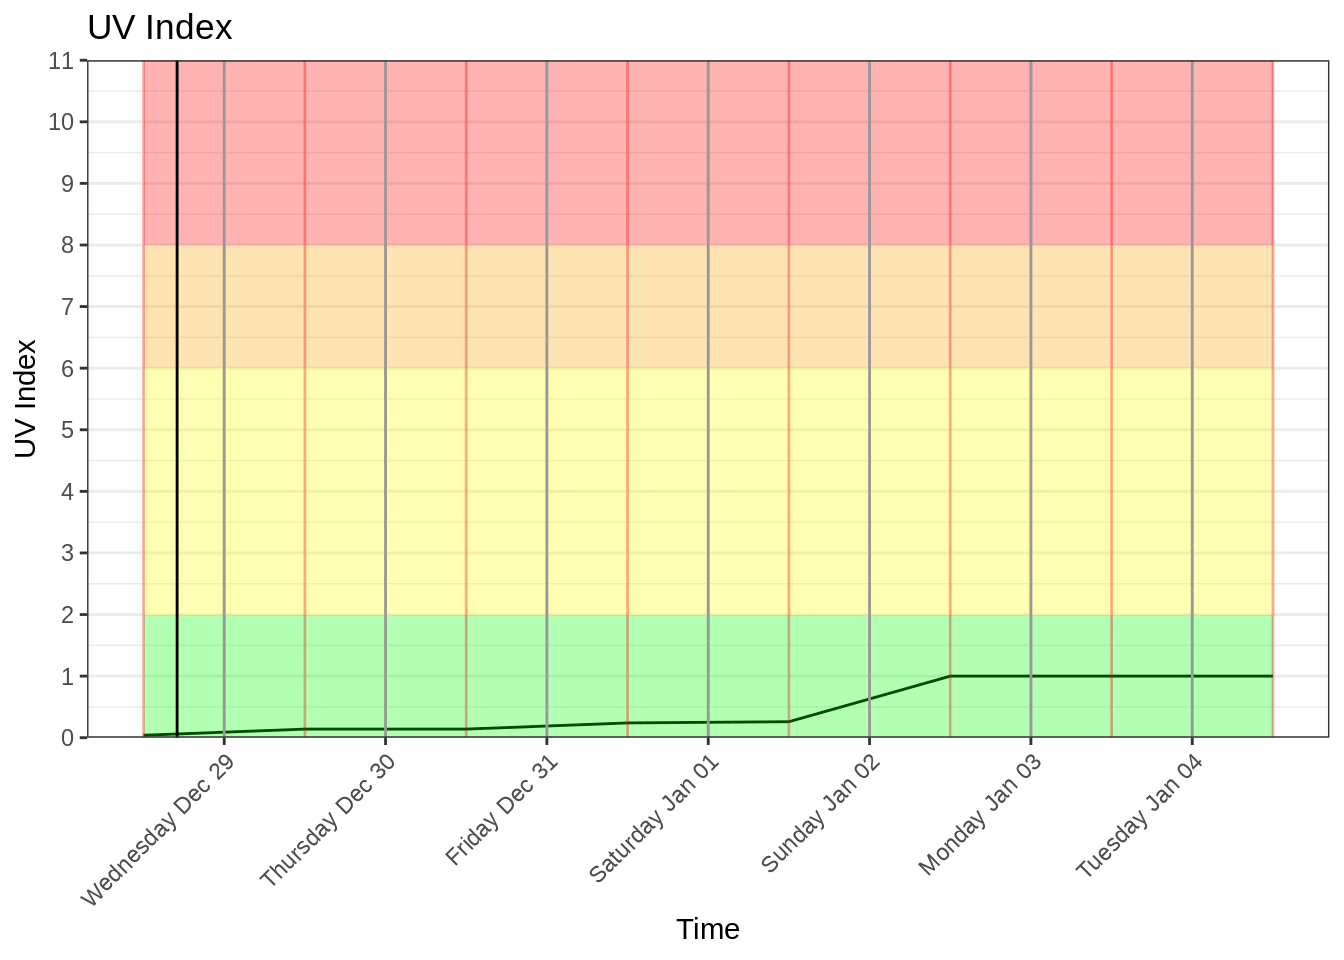 UV Index
11
10
9
8
7
6
5
4
3
2
1
0
UV Index
Wednesday Dec 29
Thursday Dec 30
Friday Dec 31
Saturday Jan 01
Sunday Jan 02
Monday Jan 03
Tuesday Jan 04
Time